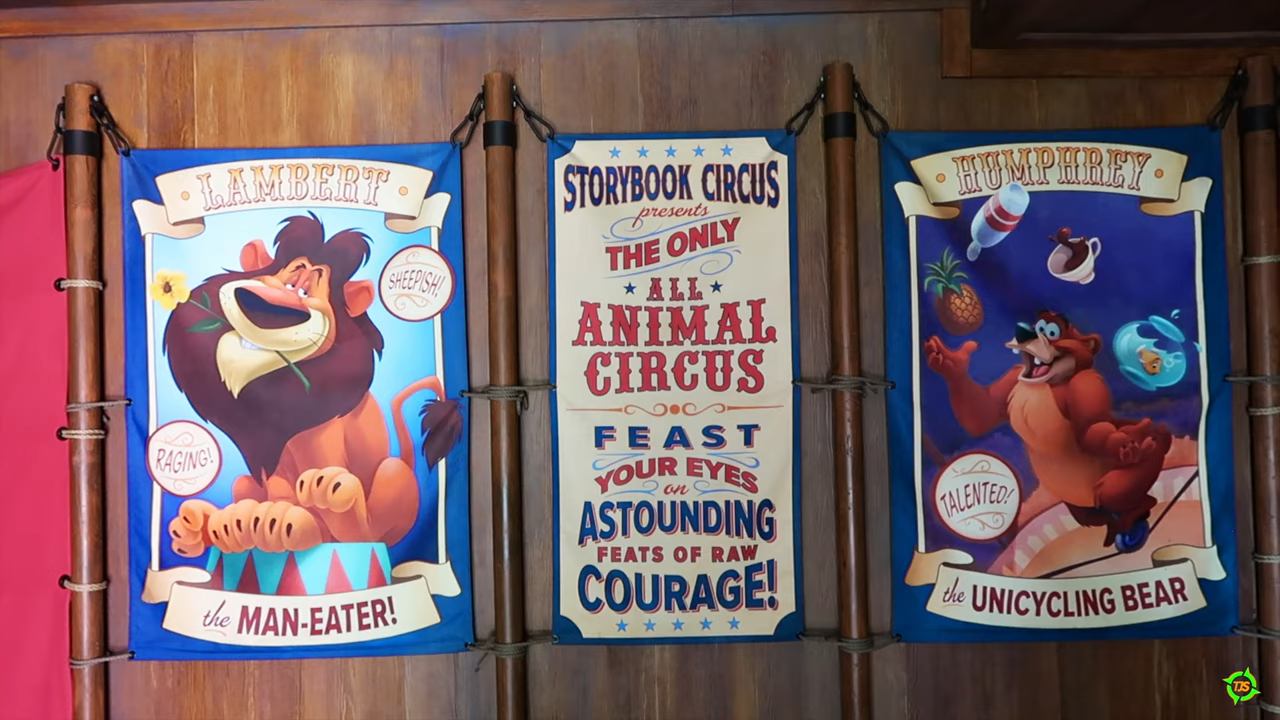 LAMBERT
SHEEPISH!
RAGING!
the MAN-EATER!
STORYBOOK CIRCUS
presents
THE ONLY
ALL
ANIMAL
CIRCUS
FEAST
YOUR EYES
on
ASTOUNDING
FEATS OF RAW
COURAGE!
HUMPHREY
TALENTED!
the UNICYCLING BEAR
TJS